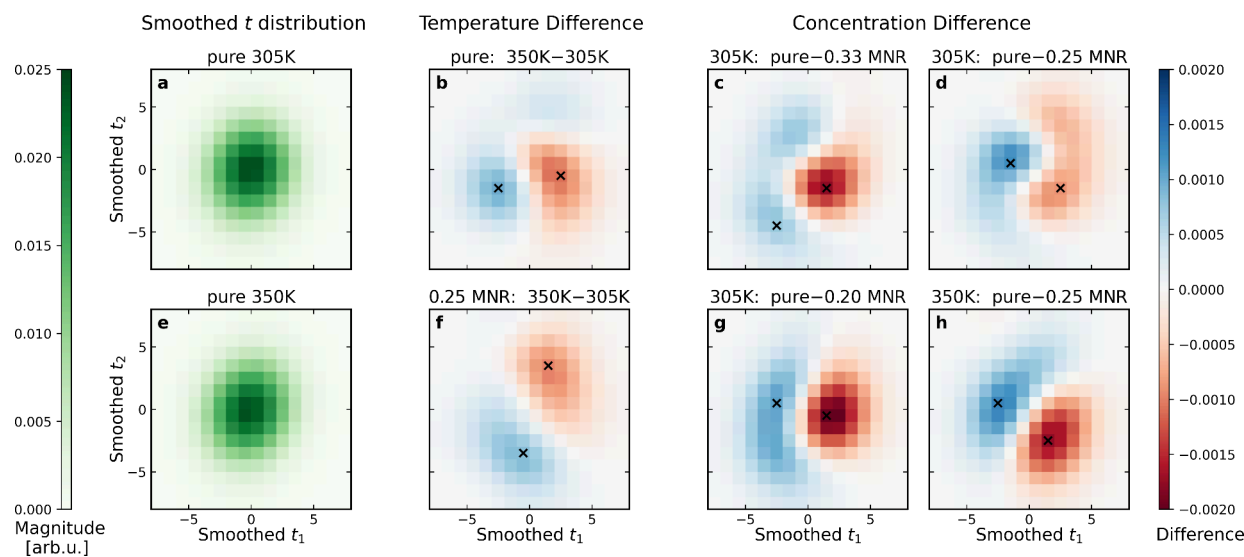 Smoothed t distribution
Temperature Difference
Concentration Difference
pure 305K
pure: 350K−305K
305K: pure−0.33 MNR
305K: pure−0.25 MNR
a
b
c
d
0.025
0.020
0.015
0.010
0.005
0.000
Magnitude
[arb.u.]
Smoothed t₂
5
0
−5
pure 350K
0.25 MNR: 350K−305K
305K: pure−0.20 MNR
350K: pure−0.25 MNR
e
f
g
h
Smoothed t₂
5
0
−5
−5 0 5
−5 0 5
−5 0 5
−5 0 5
Smoothed t₁
Smoothed t₁
Smoothed t₁
Smoothed t₁
0.0020
0.0015
0.0010
0.0005
0.0000
−0.0005
−0.0010
−0.0015
−0.0020
Difference